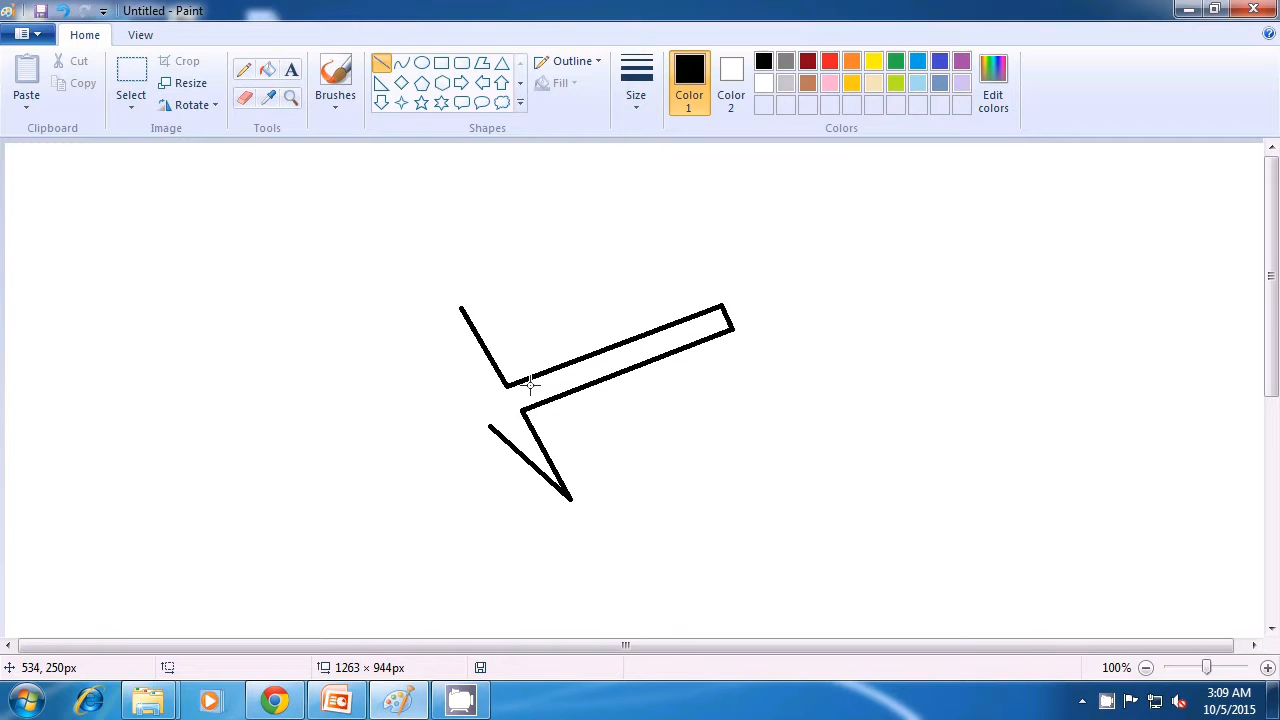 Untitled - Paint
Home View
Paste
Cut
Copy
Clipboard
Select
Crop
Resize
Rotate
Image
A
Tools
Brushes
Shapes
Outline
Fill
Size
Color 1
Color 2
Edit colors
Colors
534, 250px
1263 × 944px
100%
3:09 AM
10/5/2015